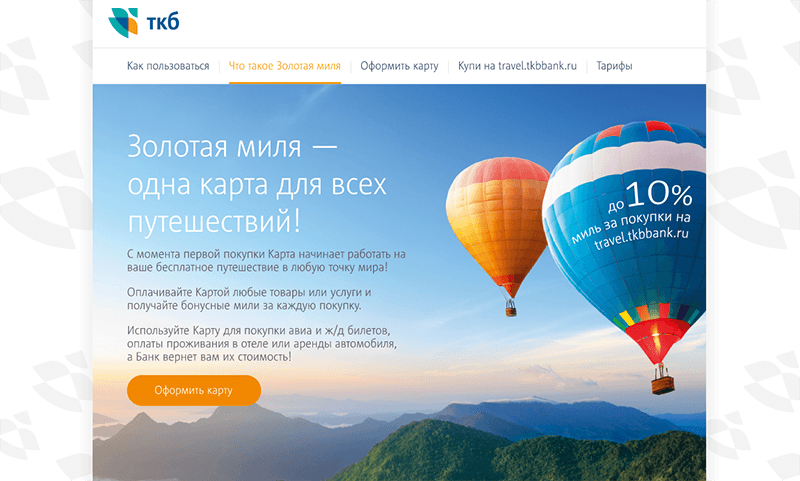 ткб
Как пользоваться
Что такое Золотая миля
Оформить карту
Купи на travel.tkbbank.ru
Тарифы
Золотая миля —
одна карта для всех
путешествий!
С момента первой покупки Карта начинает работать на
ваше бесплатное путешествие в любую точку мира!
Оплачивайте Картой любые товары или услуги и
получайте бонусные мили за каждую покупку.
Используйте Карту для покупки авиа и ж/д билетов,
оплаты проживания в отеле или аренды автомобиля,
а Банк вернет вам их стоимость!
Оформить карту
до 10%
миль за покупки на
travel.tkbbank.ru